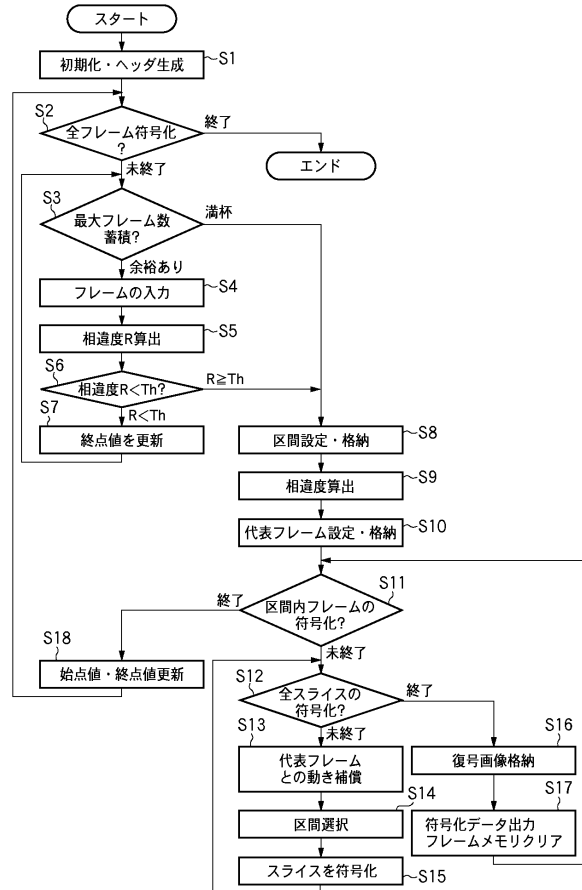 スタート
初期化・ヘッダ生成
S1
S2
全フレーム符号化
?
終了
エンド
未終了
S3
最大フレーム数
蓄積?
満杯
余裕あり
フレームの入力
S4
相違度R算出
S5
S6
相違度R<Th?
R≧Th
R<Th
S7
終点値を更新
区間設定・格納
S8
相違度算出
S9
代表フレーム設定・格納
S10
S11
区間内フレームの
符号化?
終了
未終了
S18
始点値・終点値更新
S12
全スライスの
符号化?
終了
未終了
S13
代表フレーム
との動き補償
S14
区間選択
スライスを符号化
S15
S16
復号画像格納
S17
符号化データ出力
フレームメモリクリア